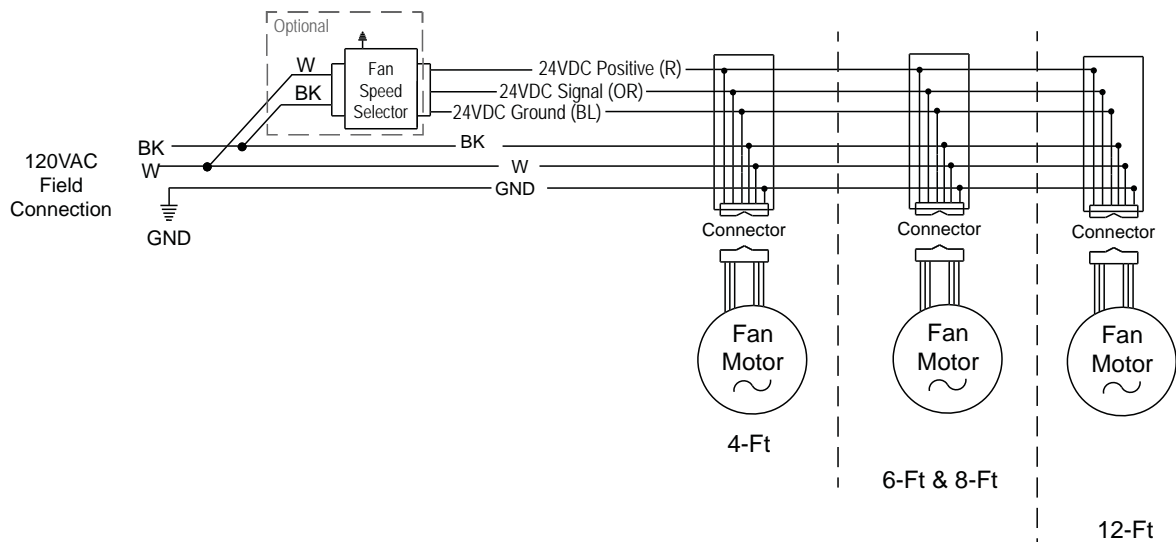 Optional
W
BK
Fan
Speed
Selector
24VDC Positive (R)
24VDC Signal (OR)
24VDC Ground (BL)
BK
W
BK
W
GND
120VAC
Field
Connection
GND
Connector
Connector
Connector
Fan
Motor
Fan
Motor
Fan
Motor
4-Ft
6-Ft & 8-Ft
12-Ft